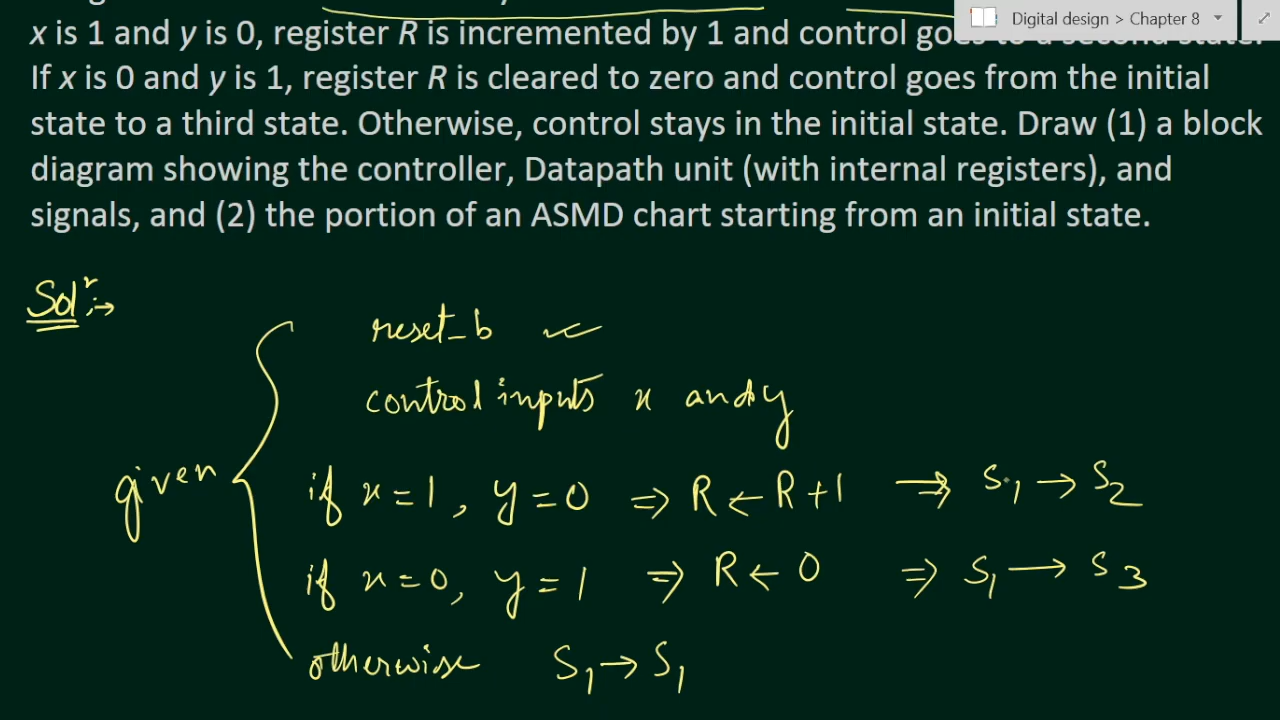 Digital design > Chapter 8
x is 1 and y is 0, register R is incremented by 1 and control goes to a second state.
If x is 0 and y is 1, register R is cleared to zero and control goes from the initial
state to a third state. Otherwise, control stays in the initial state. Draw (1) a block
diagram showing the controller, Datapath unit (with internal registers), and
signals, and (2) the portion of an ASMD chart starting from an initial state.
Solⁿ:→
reset_b
control inputs x and y
given
if x = 1, y = 0 ⇒ R ← R + 1 ⇒ S₁ → S₂
if x = 0, y = 1 ⇒ R ← 0 ⇒ S₁ → S₃
otherwise S₁ → S₁